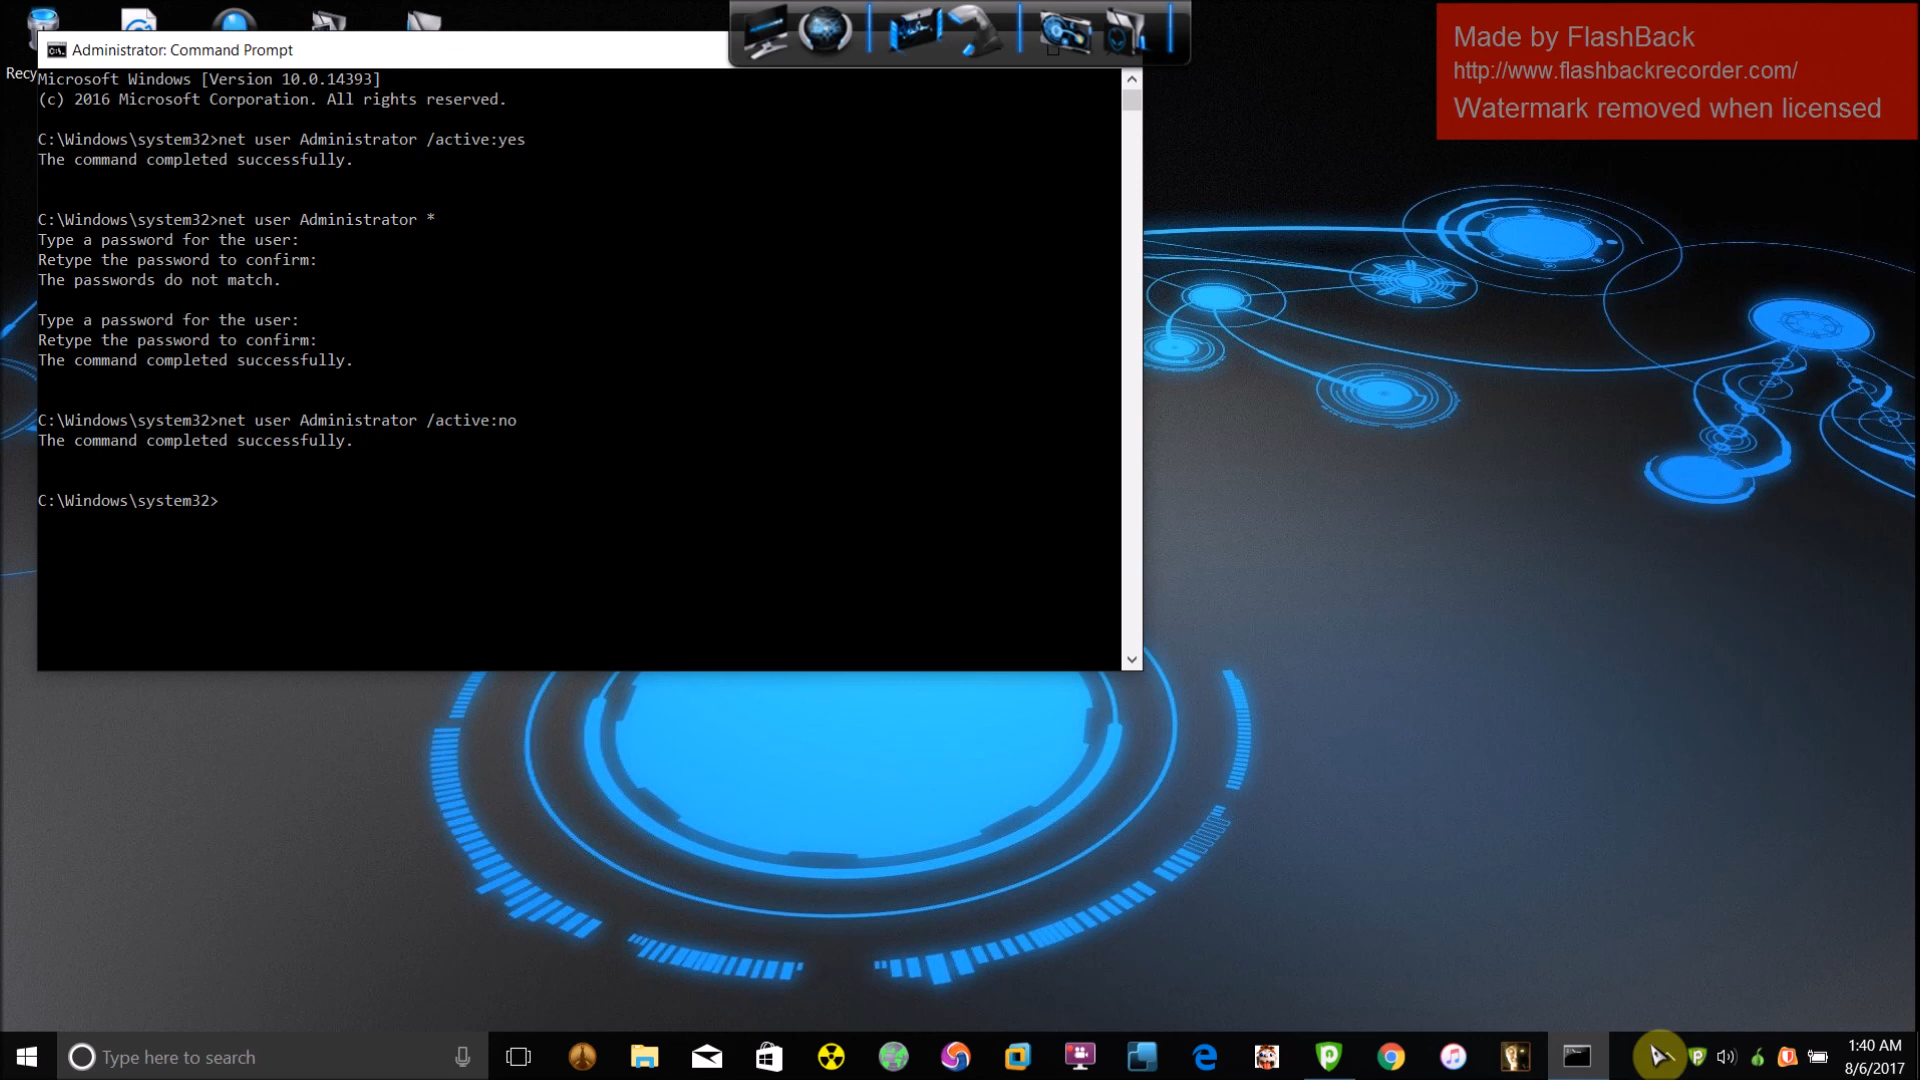 Made by FlashBack
http://www.flashbackrecorder.com/
Watermark removed when licensed
Recy
Administrator: Command Prompt
Microsoft Windows [Version 10.0.14393]
(c) 2016 Microsoft Corporation. All rights reserved.
C:\Windows\system32>net user Administrator /active:yes
The command completed successfully.
C:\Windows\system32>net user Administrator *
Type a password for the user:
Retype the password to confirm:
The passwords do not match.
Type a password for the user:
Retype the password to confirm:
The command completed successfully.
C:\Windows\system32>net user Administrator /active:no
The command completed successfully.
C:\Windows\system32>
Type here to search
1:40 AM
8/6/2017